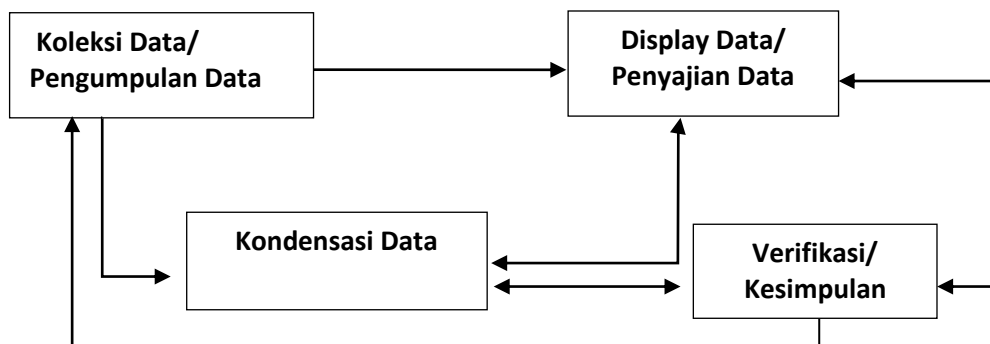 Koleksi Data/
Pengumpulan Data
Display Data/
Penyajian Data
Kondensasi Data
Verifikasi/
Kesimpulan